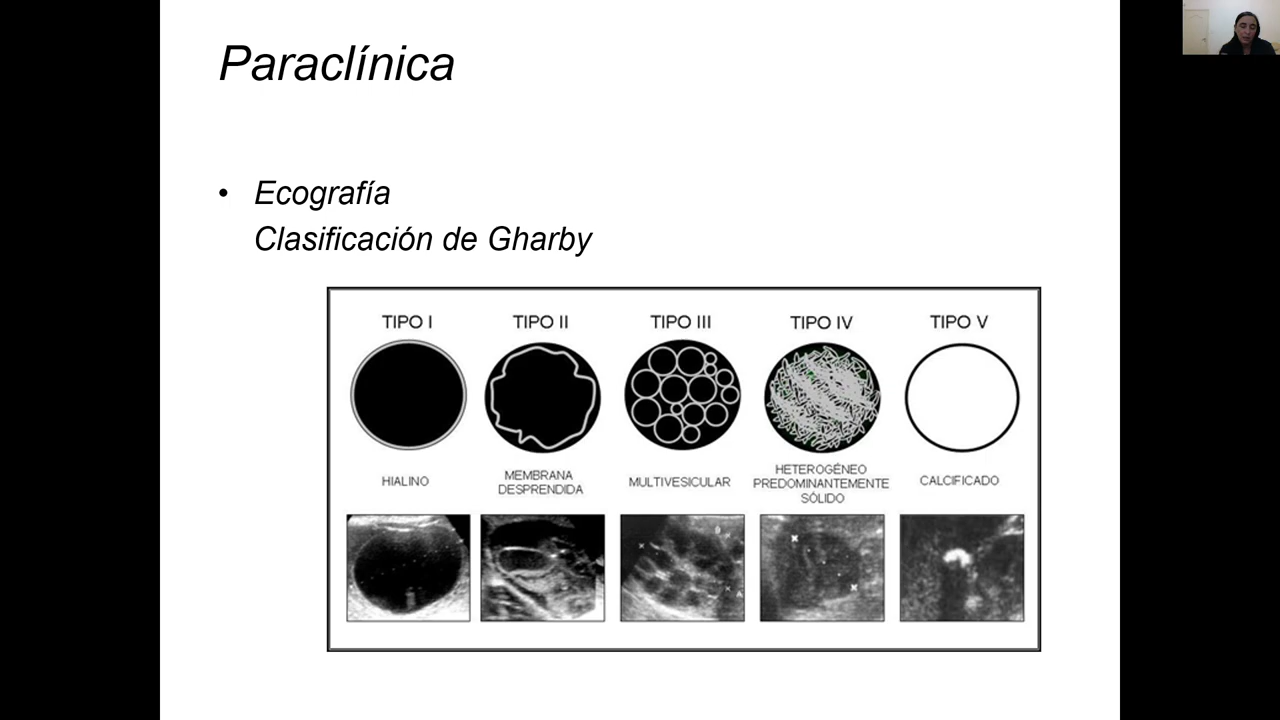 Paraclínica
• Ecografía
Clasificación de Gharby
TIPO I
TIPO II
TIPO III
TIPO IV
TIPO V
HIALINO
MEMBRANA
DESPRENDIDA
MULTIVESICULAR
HETEROGÉNEO
PREDOMINANTEMENTE
SÓLIDO
CALCIFICADO